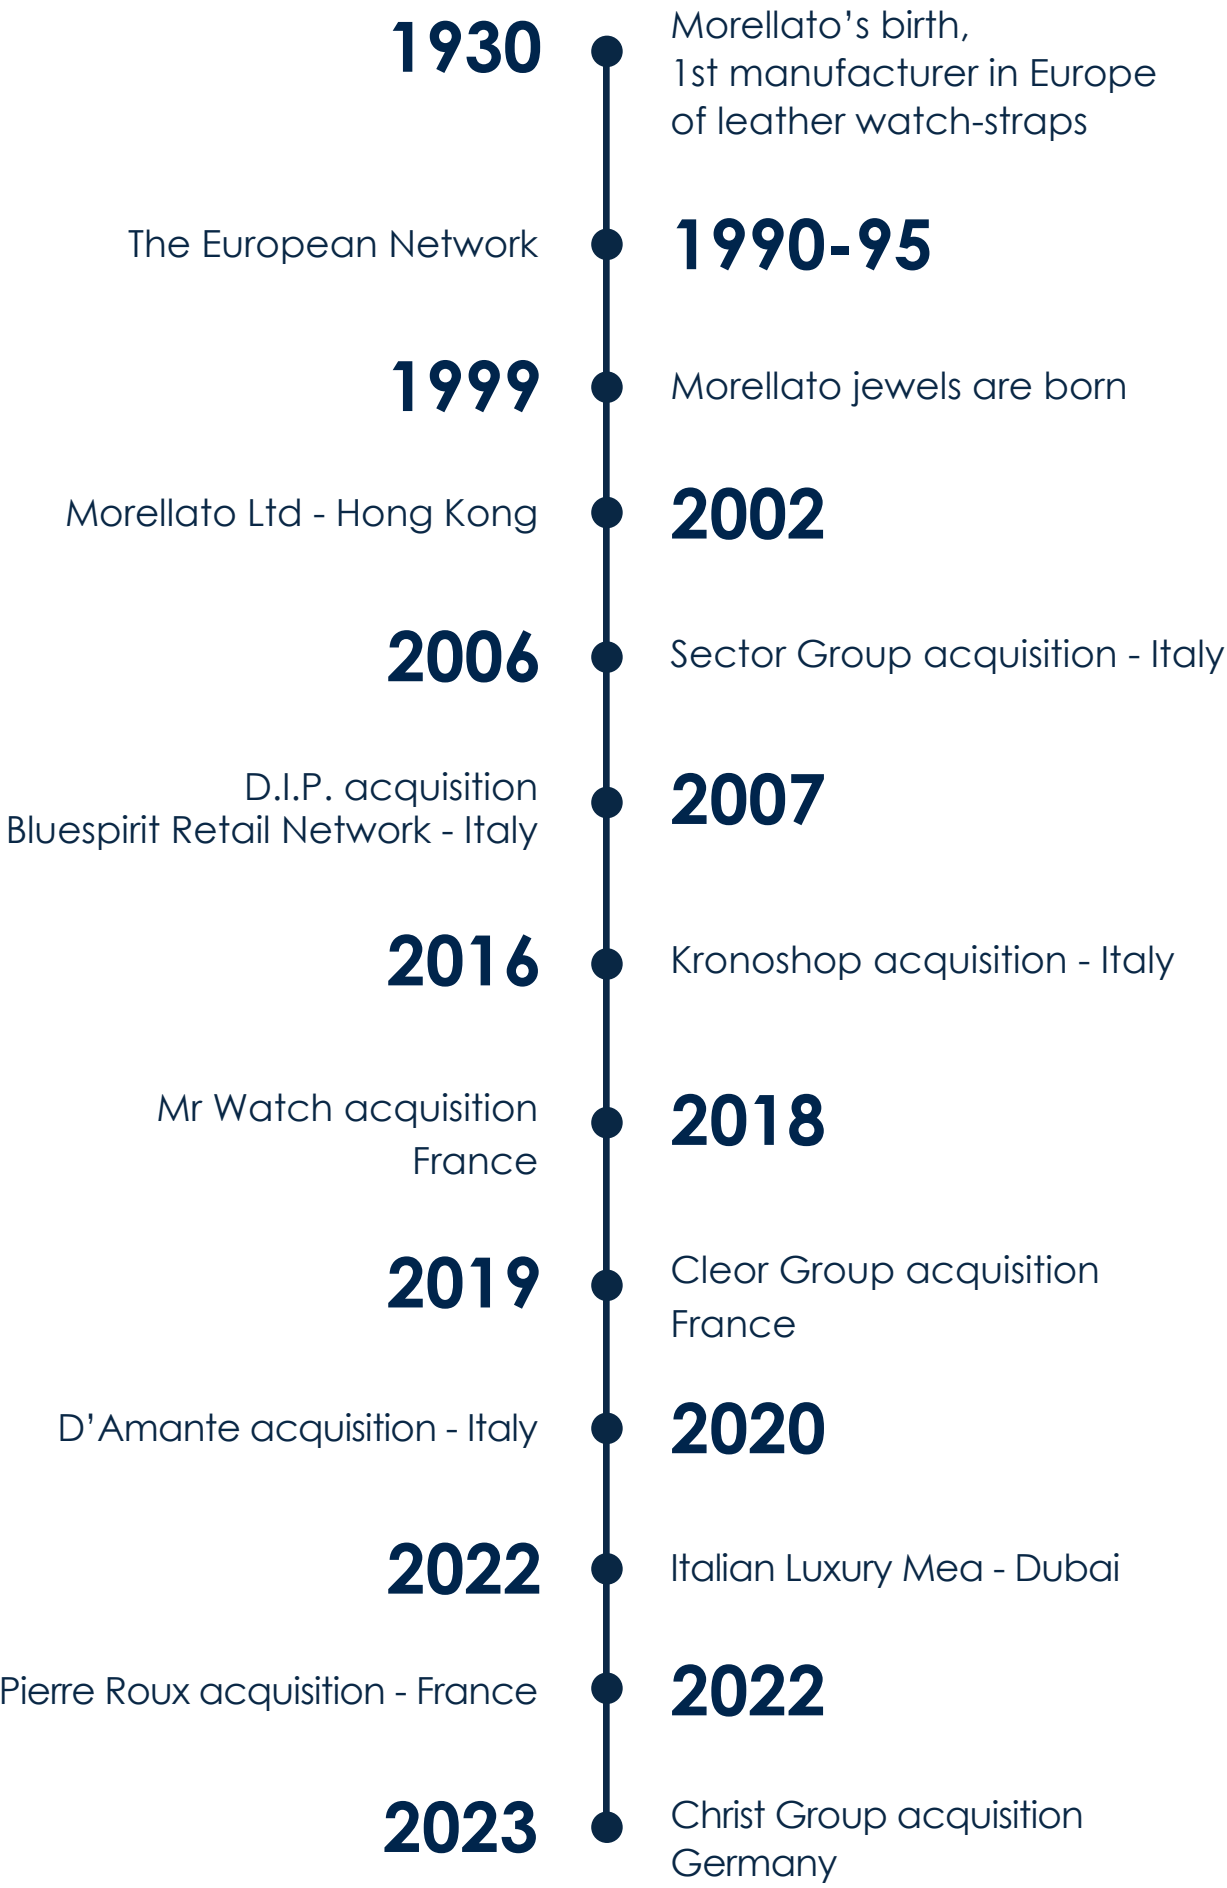 1930
Morellato’s birth,
1st manufacturer in Europe
of leather watch-straps
The European Network
1990-95
1999
Morellato jewels are born
Morellato Ltd - Hong Kong
2002
2006
Sector Group acquisition - Italy
D.I.P. acquisition
Bluespirit Retail Network - Italy
2007
2016
Kronoshop acquisition - Italy
Mr Watch acquisition
France
2018
2019
Cleor Group acquisition
France
D’Amante acquisition - Italy
2020
2022
Italian Luxury Mea - Dubai
Pierre Roux acquisition - France
2022
2023
Christ Group acquisition
Germany